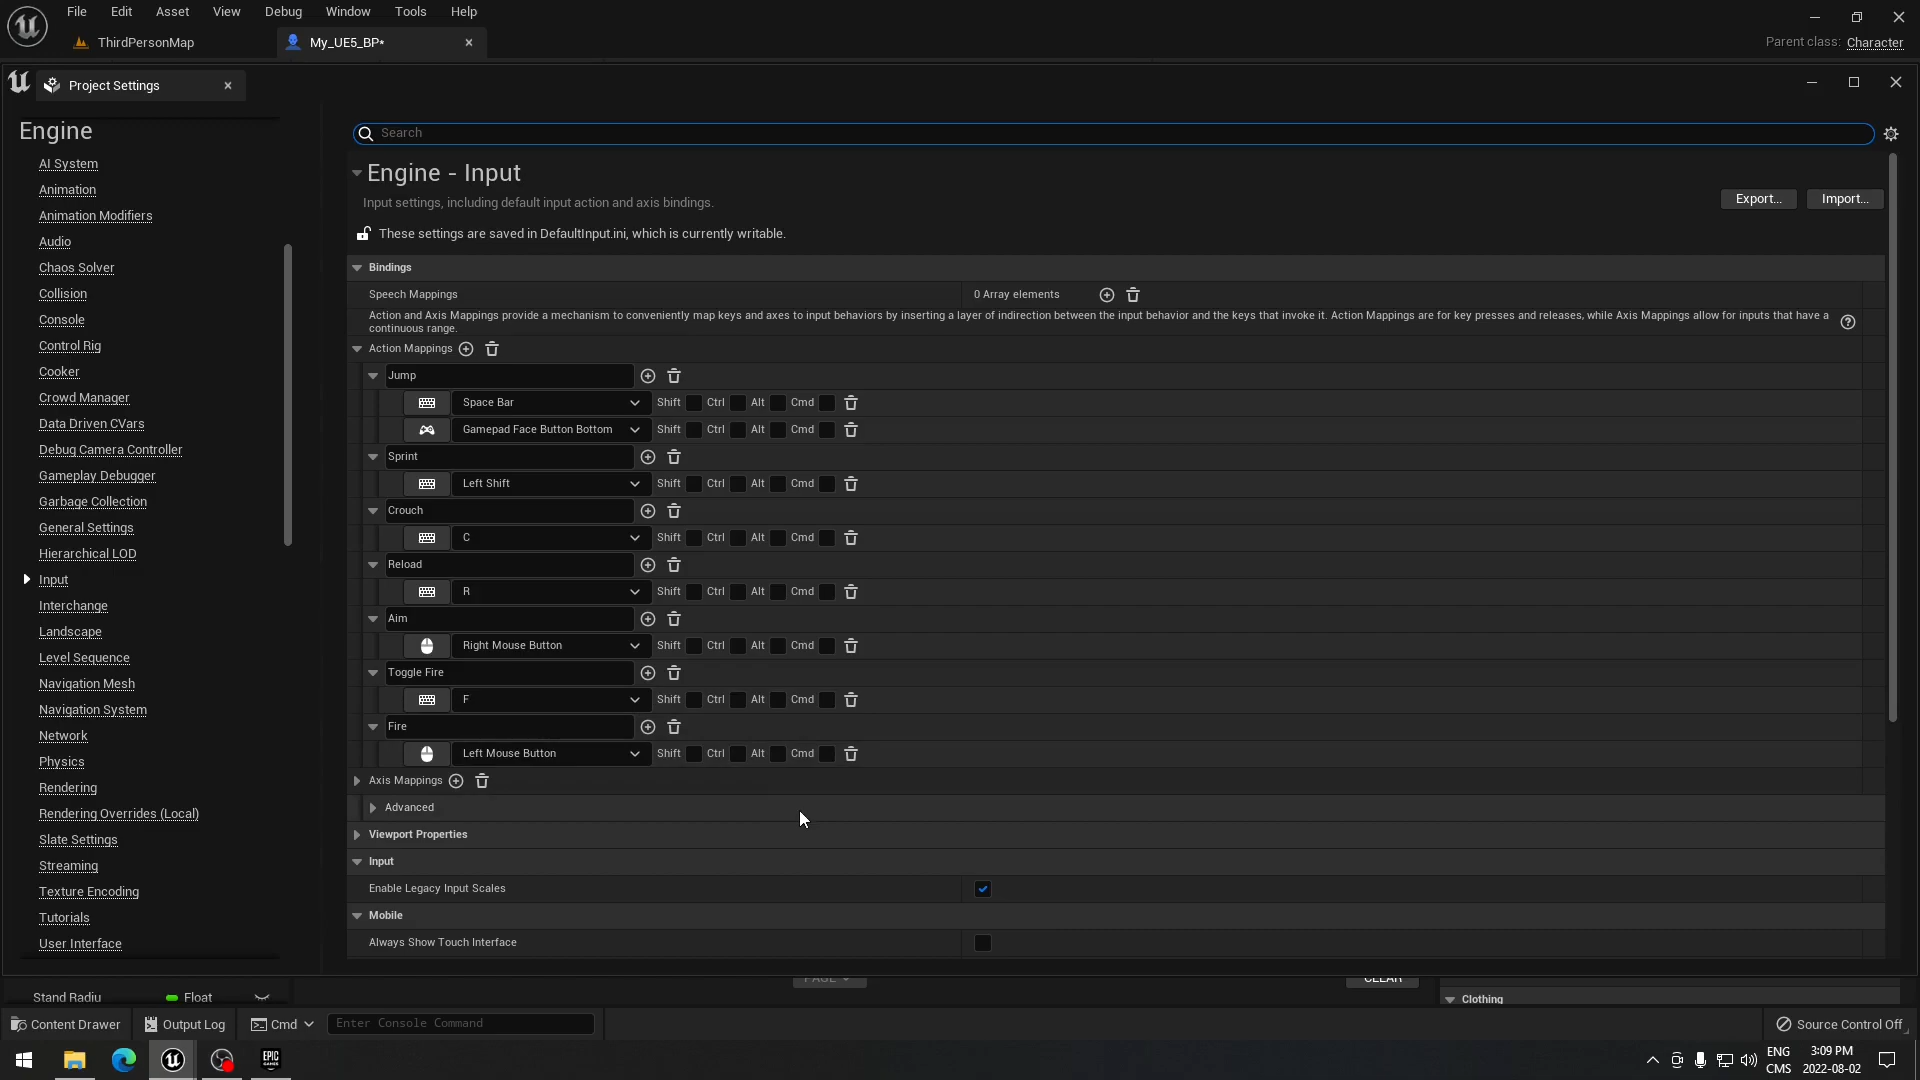 File Edit Asset View Debug Window Tools Help
ThirdPersonMap
My_UE5_BP*
Parent class: Character
Project Settings
Engine
AI System
Animation
Animation Modifiers
Audio
Chaos Solver
Collision
Console
Control Rig
Cooker
Crowd Manager
Data Driven CVars
Debug Camera Controller
Gameplay Debugger
Garbage Collection
General Settings
Hierarchical LOD
Input
Interchange
Landscape
Level Sequence
Navigation Mesh
Navigation System
Network
Physics
Rendering
Rendering Overrides (Local)
Slate Settings
Streaming
Texture Encoding
Tutorials
User Interface
Search
Engine - Input
Input settings, including default input action and axis bindings.
Export... Import...
These settings are saved in DefaultInput.ini, which is currently writable.
Bindings
Speech Mappings 0 Array elements
Action and Axis Mappings provide a mechanism to conveniently map keys and axes to input behaviors by inserting a layer of indirection between the input behavior and the keys that invoke it. Action Mappings are for key presses and releases, while Axis Mappings allow for inputs that have a
continuous range.
Action Mappings
Jump
Space Bar Shift Ctrl Alt Cmd
Gamepad Face Button Bottom Shift Ctrl Alt Cmd
Sprint
Left Shift Shift Ctrl Alt Cmd
Crouch
C Shift Ctrl Alt Cmd
Reload
R Shift Ctrl Alt Cmd
Aim
Right Mouse Button Shift Ctrl Alt Cmd
Toggle Fire
F Shift Ctrl Alt Cmd
Fire
Left Mouse Button Shift Ctrl Alt Cmd
Axis Mappings
Advanced
Viewport Properties
Input
Enable Legacy Input Scales
Mobile
Always Show Touch Interface
PAGE
CLEAR
Stand Radiu Float
Clothing
Content Drawer Output Log Cmd Enter Console Command
Source Control Off
EPIC
GAMES
ENG
CMS
3:09 PM
2022-08-02